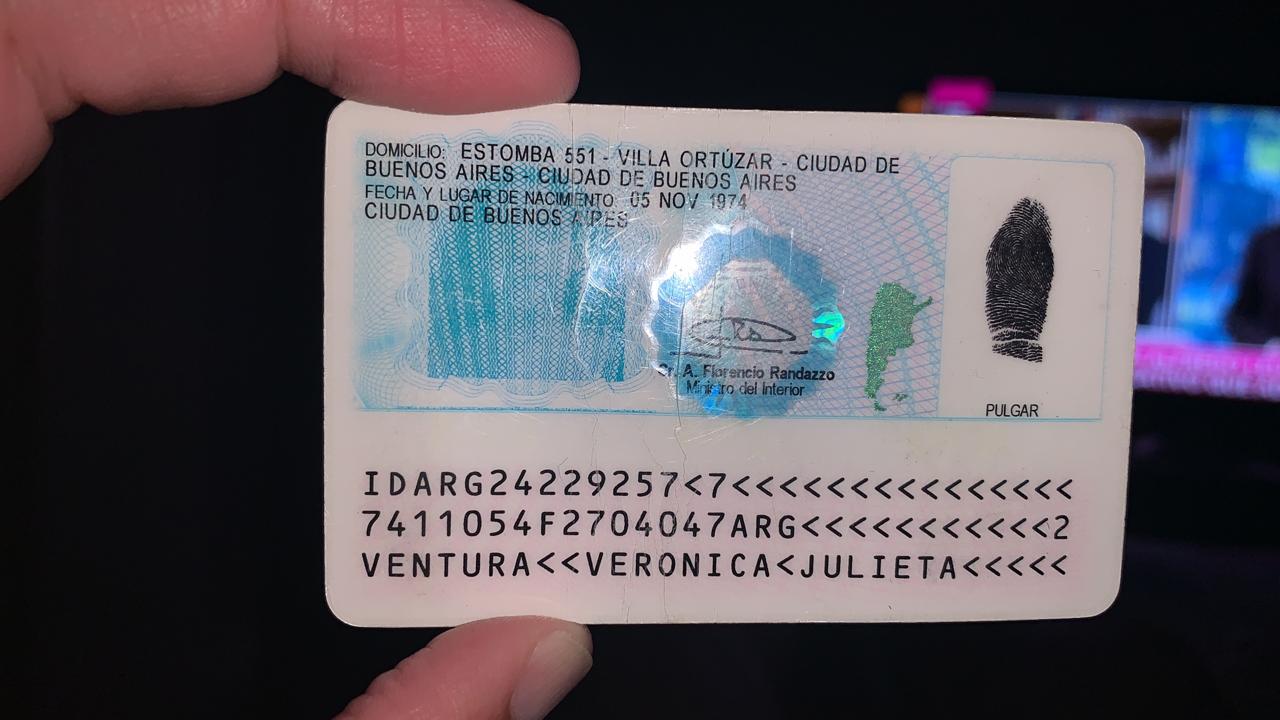 DOMICILIO: ESTOMBA 551 - VILLA ORTÚZAR - CIUDAD DE
BUENOS AIRES - CIUDAD DE BUENOS AIRES
FECHA Y LUGAR DE NACIMIENTO: 05 NOV 1974
CIUDAD DE BUENOS AIRES
A. Florencio Randazzo
Ministro del Interior
PULGAR
IDARG24229257<7<<<<<<<<<<<<<<<
7411054F2704047ARG<<<<<<<<<<<2
VENTURA<<VERONICA<JULIETA<<<<<